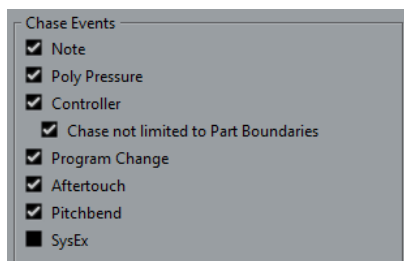 Chase Events
Note
Poly Pressure
Controller
Chase not limited to Part Boundaries
Program Change
Aftertouch
Pitchbend
SysEx